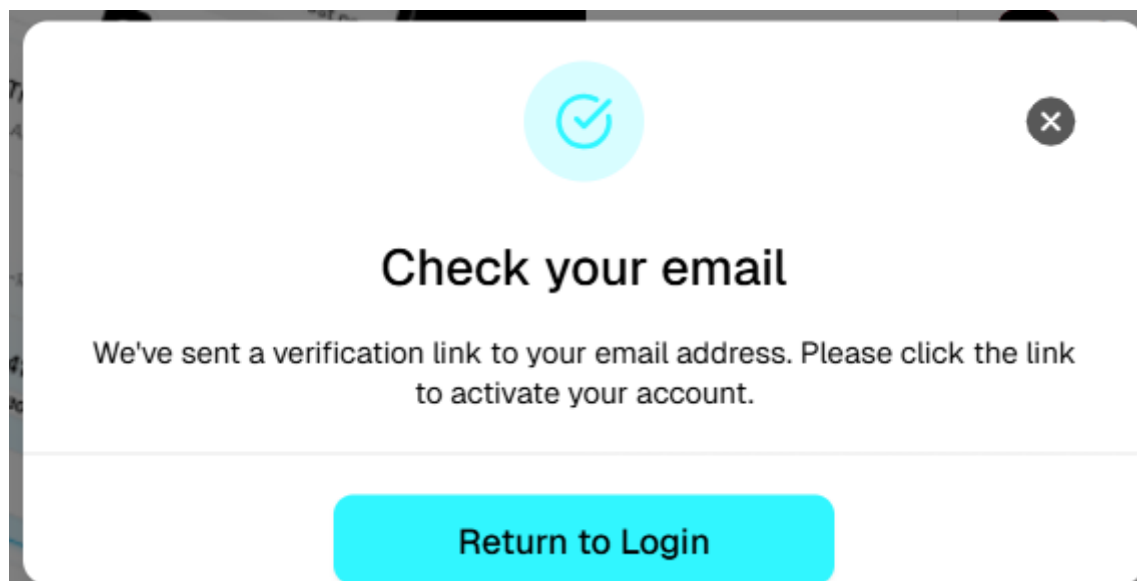 Check your email
We've sent a verification link to your email address. Please click the link
to activate your account.
Return to Login